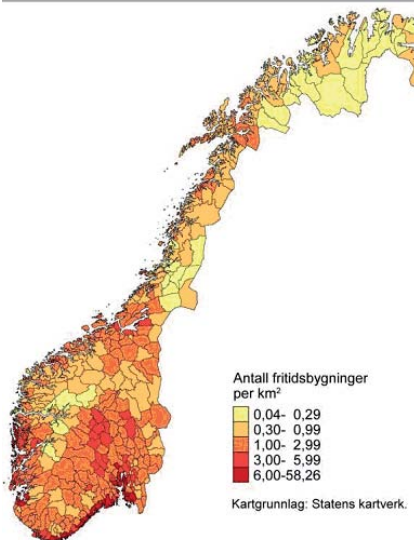 Antall fritidsbygninger
per km²
0,04- 0,29
0,30- 0,99
1,00- 2,99
3,00- 5,99
6,00-58,26
Kartgrunnlag: Statens kartverk.